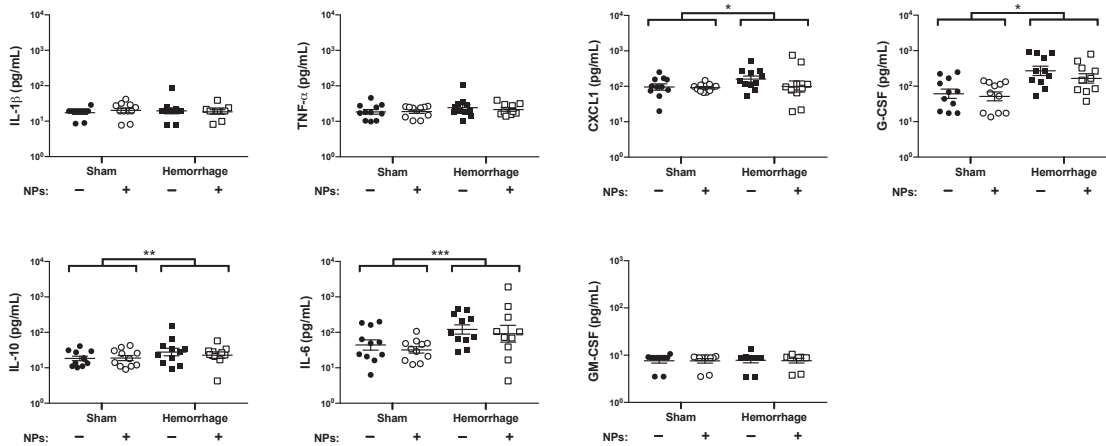 IL-1β (pg/mL)
10⁴
10³
10²
10¹
10⁰
Sham
Hemorrhage
NPs: − + − +
TNF-α (pg/mL)
10⁴
10³
10²
10¹
10⁰
Sham
Hemorrhage
− + − +
CXCL1 (pg/mL)
*
10⁴
10³
10²
10¹
10⁰
Sham
Hemorrhage
NPs: − + − +
G-CSF (pg/mL)
*
10⁴
10³
10²
10¹
10⁰
Sham
Hemorrhage
NPs: − + − +
IL-10 (pg/mL)
**
10⁴
10³
10²
10¹
10⁰
Sham
Hemorrhage
NPs: − + − +
IL-6 (pg/mL)
***
10⁴
10³
10²
10¹
10⁰
Sham
Hemorrhage
NPs: − + − +
GM-CSF (pg/mL)
10⁴
10³
10²
10¹
10⁰
Sham
Hemorrhage
NPs: − + − +